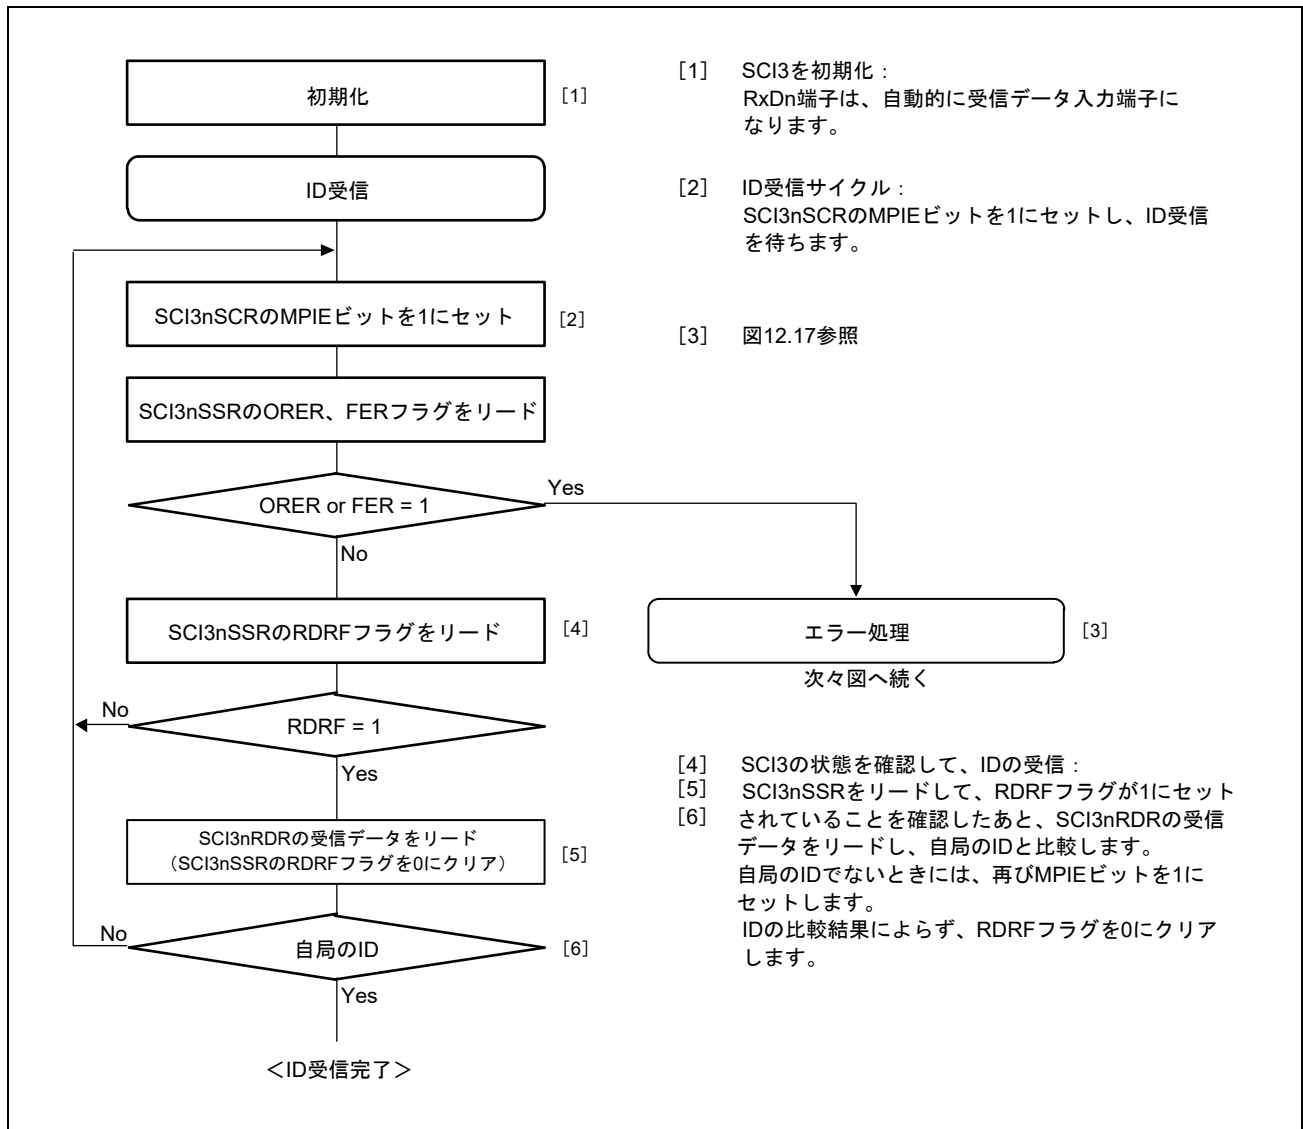 初期化
[1]
ID受信
SCI3nSCRのMPIEビットを1にセット
[2]
SCI3nSSRのORER、FERフラグをリード
ORER or FER = 1
Yes
No
SCI3nSSRのRDRFフラグをリード
[4]
エラー処理
[3]
次々図へ続く
RDRF = 1
No
Yes
SCI3nRDRの受信データをリード
（SCI3nSSRのRDRFフラグを0にクリア）
[5]
自局のID
No
[6]
Yes
＜ID受信完了＞
[1] SCI3を初期化：
RxDn端子は、自動的に受信データ入力端子に
なります。
[2] ID受信サイクル：
SCI3nSCRのMPIEビットを1にセットし、ID受信
を待ちます。
[3] 図12.17参照
[4] SCI3の状態を確認して、IDの受信：
[5] SCI3nSSRをリードして、RDRFフラグが1にセット
[6] されていることを確認したあと、SCI3nRDRの受信
データをリードし、自局のIDと比較します。
自局のIDでないときには、再びMPIEビットを1に
セットします。
IDの比較結果によらず、RDRFフラグを0にクリア
します。